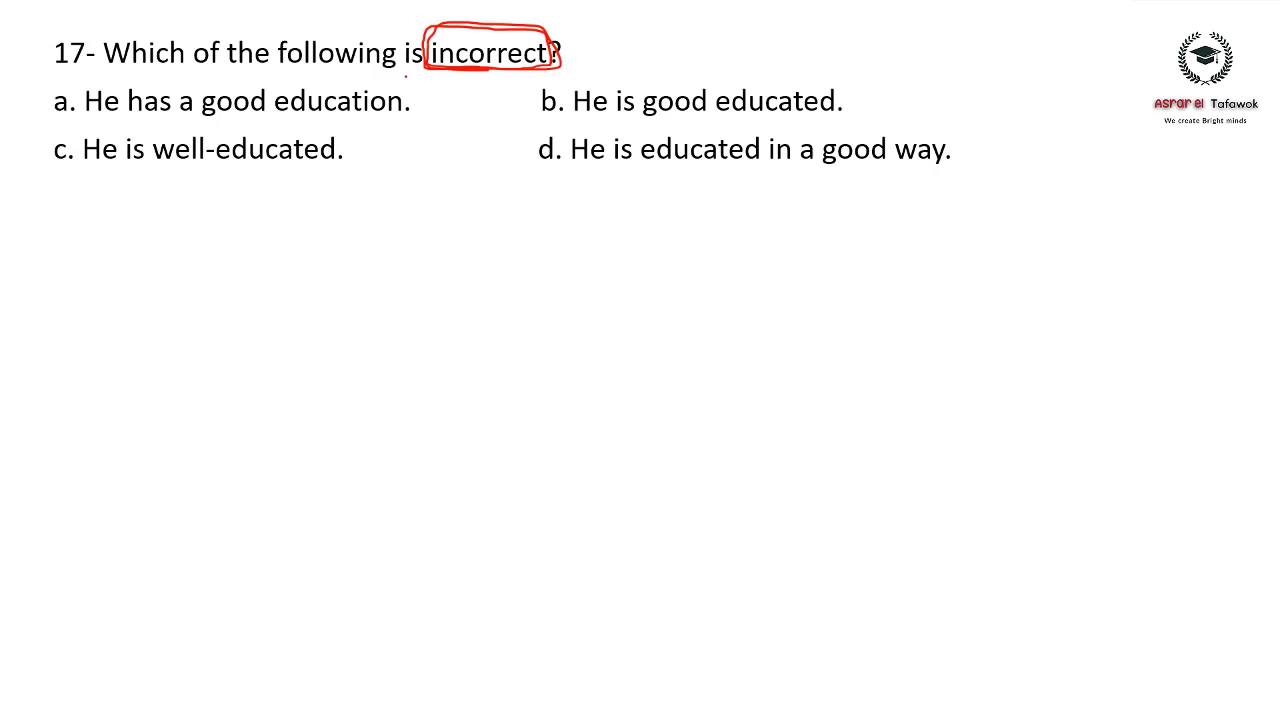 17- Which of the following is incorrect?
a. He has a good education. b. He is good educated.
c. He is well-educated. d. He is educated in a good way.
Asrar el Tafawok
We create Bright minds